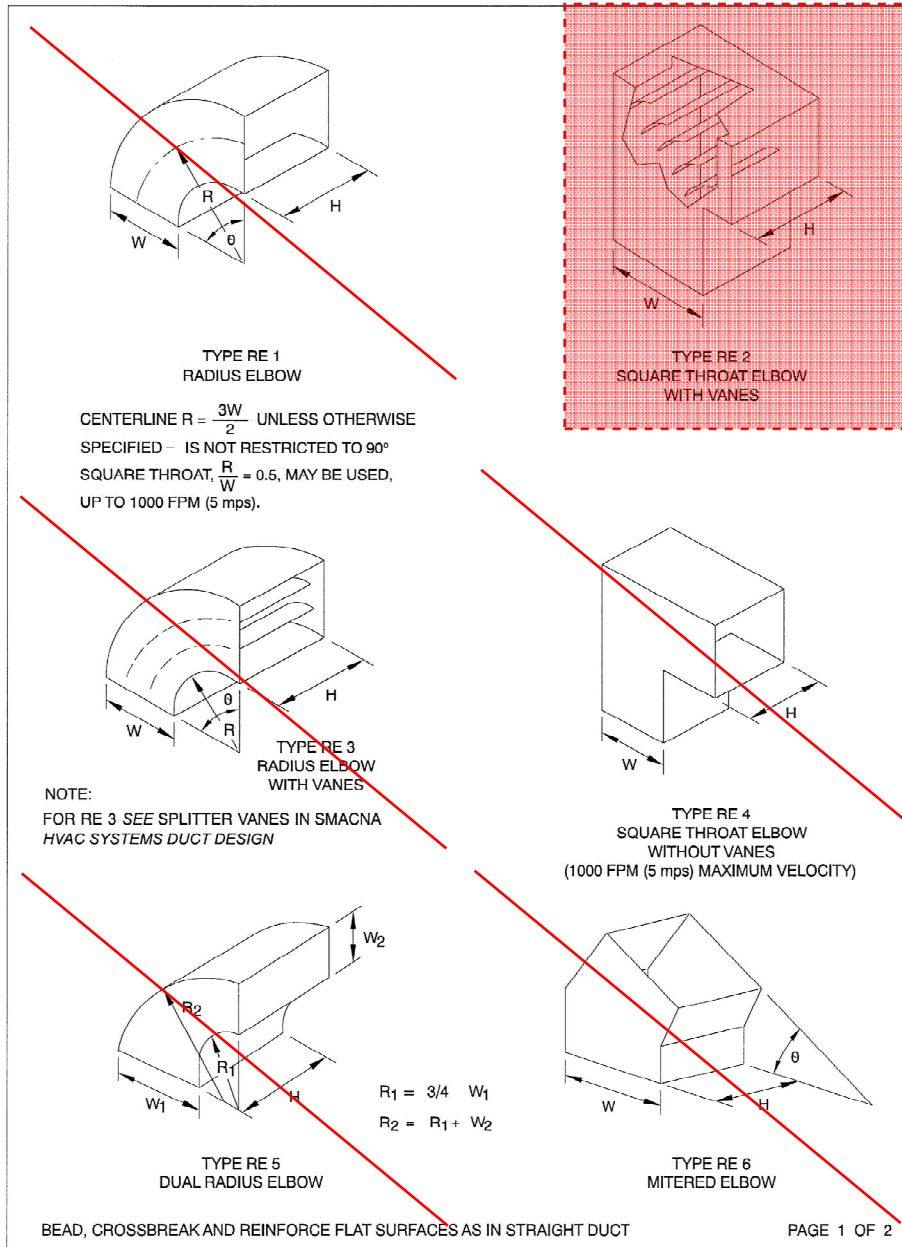 R
H
W
θ
TYPE RE 1
RADIUS ELBOW
CENTERLINE R = 3W/2 UNLESS OTHERWISE
SPECIFIED – IS NOT RESTRICTED TO 90º
SQUARE THROAT, R/W = 0.5, MAY BE USED,
UP TO 1000 FPM (5 mps).
H
W
TYPE RE 2
SQUARE THROAT ELBOW
WITH VANES
H
θ
W
R
TYPE RE 3
RADIUS ELBOW
WITH VANES
NOTE:
FOR RE 3 SEE SPLITTER VANES IN SMACNA
HVAC SYSTEMS DUCT DESIGN
H
W
TYPE RE 4
SQUARE THROAT ELBOW
WITHOUT VANES
(1000 FPM (5 mps) MAXIMUM VELOCITY)
W2
R2
R1
W1
H
R1 = 3/4 W1
R2 = R1 + W2
TYPE RE 5
DUAL RADIUS ELBOW
θ
W
H
TYPE RE 6
MITERED ELBOW
BEAD, CROSSBREAK AND REINFORCE FLAT SURFACES AS IN STRAIGHT DUCT
PAGE 1 OF 2